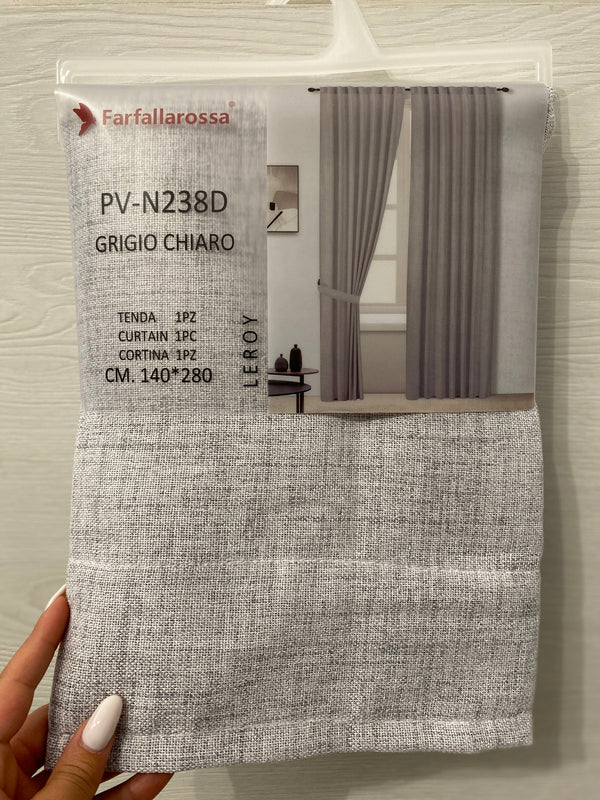 Farfallarossa®
PV-N238D
GRIGIO CHIARO
TENDA 1PZ
CURTAIN 1PC
CORTINA 1PZ
CM. 140*280
LEROY